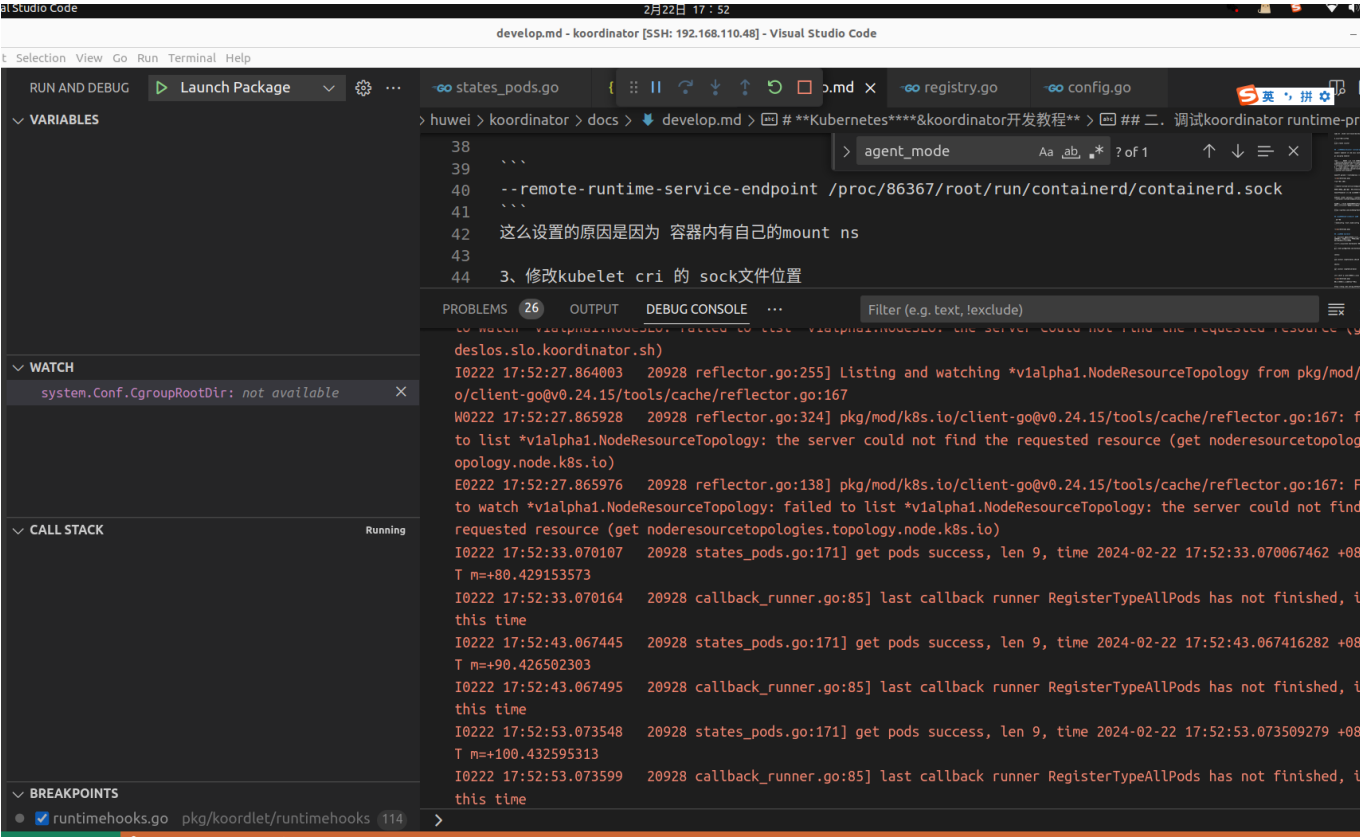 al Studio Code
2月22日 17：52
develop.md - koordinator [SSH: 192.168.110.48] - Visual Studio Code
t Selection View Go Run Terminal Help
RUN AND DEBUG
Launch Package
states_pods.go
{
o.md
registry.go
config.go
英 拼
VARIABLES
huwei > koordinator > docs > develop.md > # **Kubernetes****&koordinator开发教程** > ## 二. 调试koordinator runtime-pr
agent_mode
Aa ab .* ? of 1
38
39 ```
40 --remote-runtime-service-endpoint /proc/86367/root/run/containerd/containerd.sock
41 ```
42 这么设置的原因是因为 容器内有自己的mount ns
43
44 3、修改kubelet cri 的 sock文件位置
PROBLEMS 26 OUTPUT DEBUG CONSOLE ···
Filter (e.g. text, !exclude)
to watch *v1alpha1.NodeSLO: failed to list *v1alpha1.NodeSLO: the server could not find the requested resource (g
deslos.slo.koordinator.sh)
I0222 17:52:27.864003 20928 reflector.go:255] Listing and watching *v1alpha1.NodeResourceTopology from pkg/mod/
o/client-go@v0.24.15/tools/cache/reflector.go:167
W0222 17:52:27.865928 20928 reflector.go:324] pkg/mod/k8s.io/client-go@v0.24.15/tools/cache/reflector.go:167: f
to list *v1alpha1.NodeResourceTopology: the server could not find the requested resource (get noderesourcetopolog
opology.node.k8s.io)
E0222 17:52:27.865976 20928 reflector.go:138] pkg/mod/k8s.io/client-go@v0.24.15/tools/cache/reflector.go:167: F
to watch *v1alpha1.NodeResourceTopology: failed to list *v1alpha1.NodeResourceTopology: the server could not find
requested resource (get noderesourcetopologies.topology.node.k8s.io)
I0222 17:52:33.070107 20928 states_pods.go:171] get pods success, len 9, time 2024-02-22 17:52:33.070067462 +08
T m=+80.429153573
I0222 17:52:33.070164 20928 callback_runner.go:85] last callback runner RegisterTypeAllPods has not finished, i
this time
I0222 17:52:43.067445 20928 states_pods.go:171] get pods success, len 9, time 2024-02-22 17:52:43.067416282 +08
T m=+90.426502303
I0222 17:52:43.067495 20928 callback_runner.go:85] last callback runner RegisterTypeAllPods has not finished, i
this time
I0222 17:52:53.073548 20928 states_pods.go:171] get pods success, len 9, time 2024-02-22 17:52:53.073509279 +08
T m=+100.432595313
I0222 17:52:53.073599 20928 callback_runner.go:85] last callback runner RegisterTypeAllPods has not finished, i
this time
WATCH
system.Conf.CgroupRootDir: not available
CALL STACK
Running
BREAKPOINTS
runtimehooks.go pkg/koordlet/runtimehooks 114